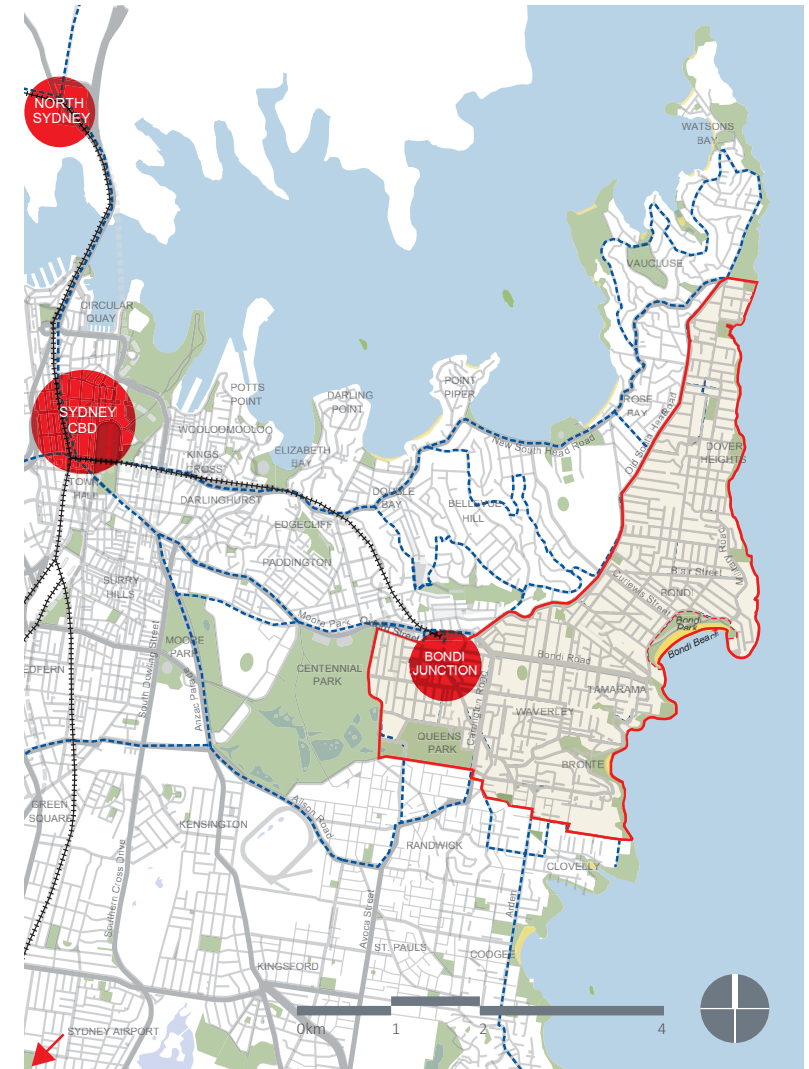 NORTH
SYDNEY
WATSONS
BAY
VAUCLUSE
CIRCULAR
QUAY
POTTS
POINT
DARLING
POINT
POINT
PIPER
ROSE
BAY
SYDNEY
CBD
WOOLOOMOOLOO
KINGS
CROSS
ELIZABETH
BAY
New South Head Road
Old South Head Road
DOVER
HEIGHTS
TOWN
HALL
DARLINGHURST
DOUBLE
BAY
BELLEVUE
HILL
EDGECLIFF
PADDINGTON
Military Road
Blair Street
Curlewis Street
BONDI
SURRY
HILLS
Moore Park
Oxford Street
Bondi
Park
Bondi Beach
MOORE
PARK
South Dowling Street
Anzac Parade
CENTENNIAL
PARK
BONDI
JUNCTION
Bondi Road
Carrington Road
TAMARAMA
WAVERLEY
EDFERN
QUEENS
PARK
BRONTE
GREEN
SQUARE
KENSINGTON
Alison Road
RANDWICK
CLOVELLY
Southern Cross Drive
Avoca Street
Arden
ST. PAULS
COOGEE
KINGSFORD
SYDNEY AIRPORT
0km
1
2
4